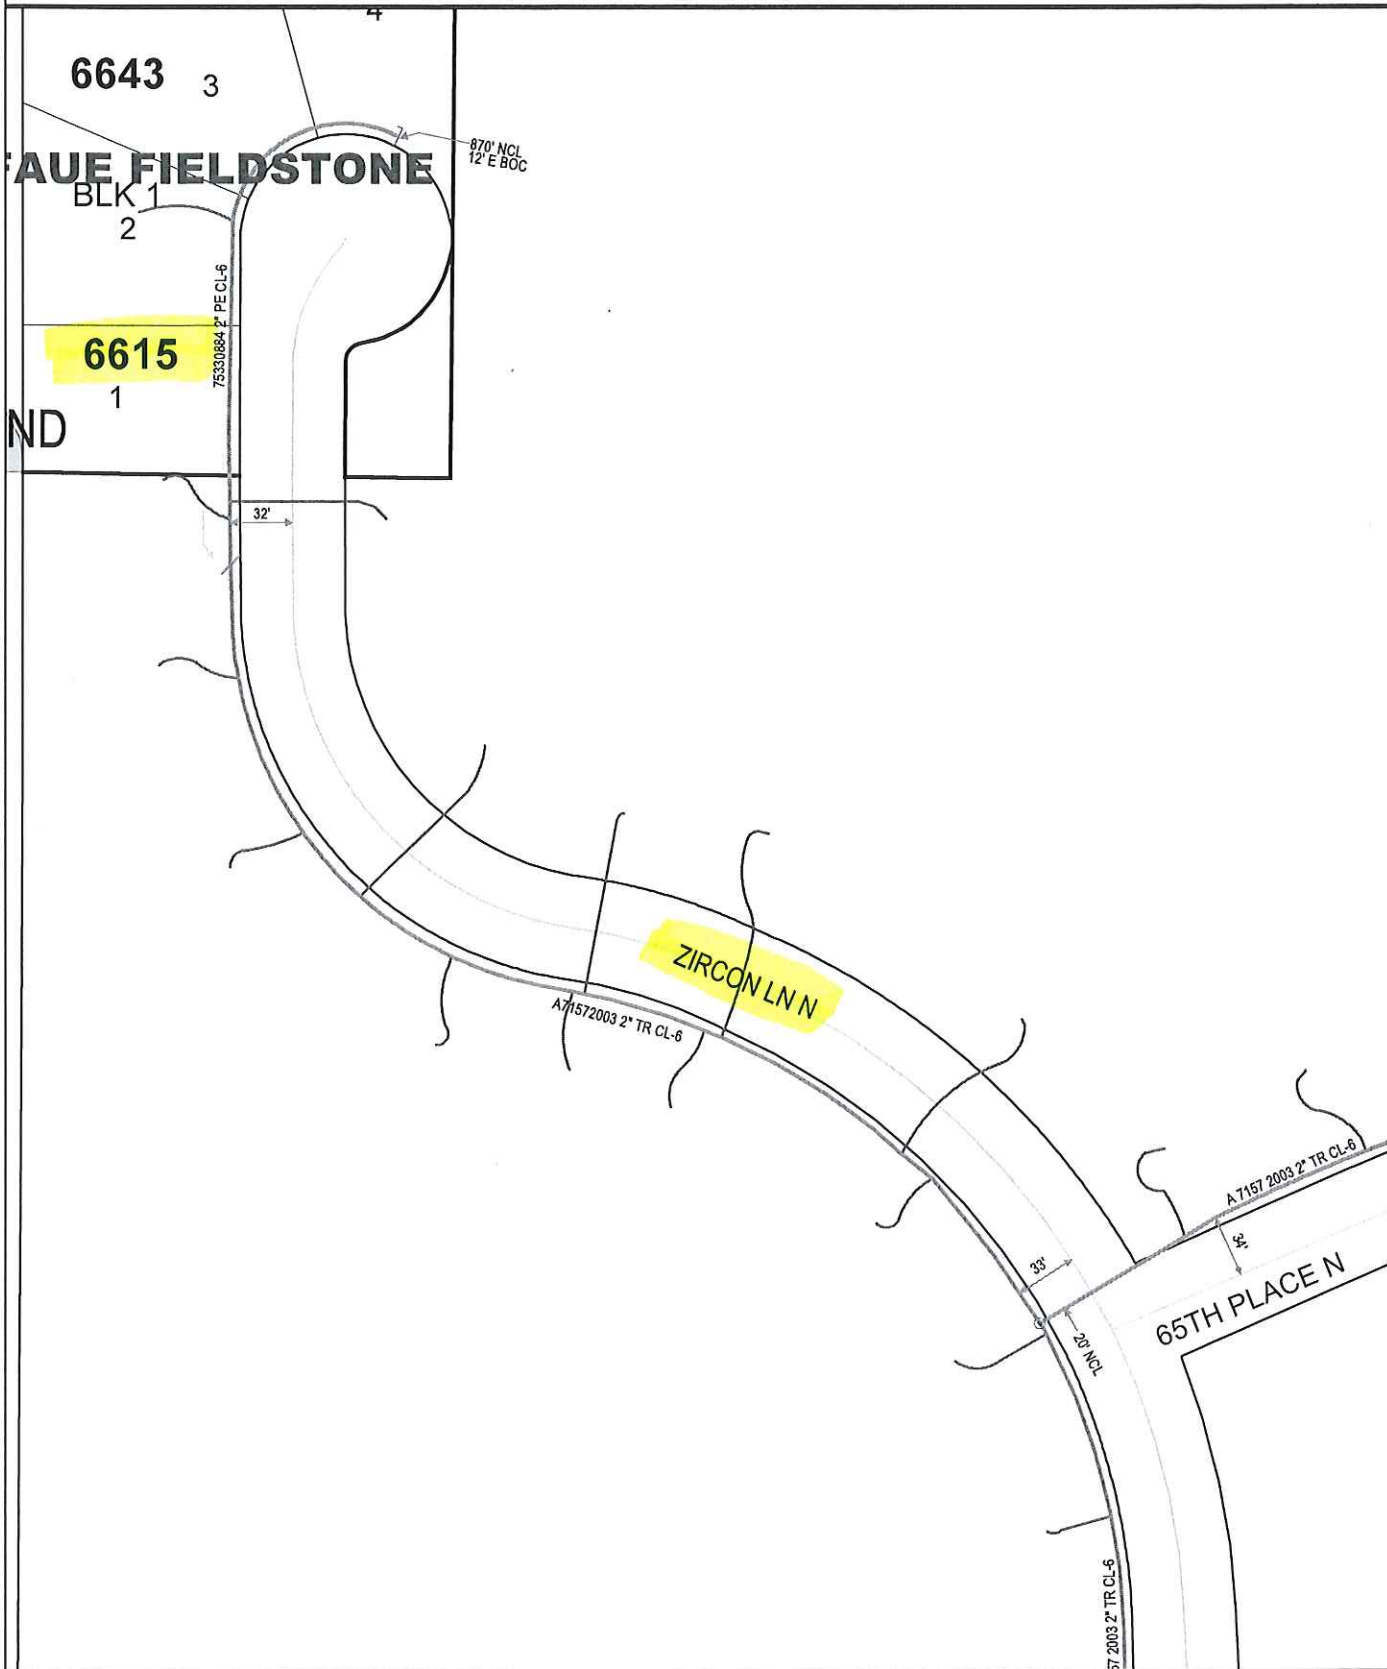 4
6643 3
870' NCL
12' E BOC
FAUE FIELDSTONE
BLK 1
2
75330884 2" PE CL-6
6615
1
ND
32'
ZIRCON LN N
A71572003 2" TR CL-6
A 7157 2003 2" TR CL-6
34'
33'
65TH PLACE N
20' NCL
57 2003 2" TR CL-6